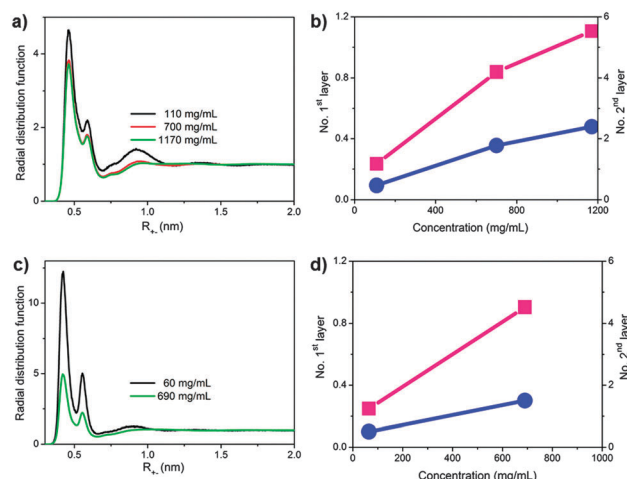 a)
Radial distribution function
4
2
0
0.5
1.0
1.5
2.0
R+- (nm)
110 mg/mL
700 mg/mL
1170 mg/mL
b)
No. 1st layer
1.2
0.8
0.4
0.0
0
400
800
1200
Concentration (mg/mL)
6
4
2
0
No. 2nd layer
c)
Radial distribution function
10
5
0
0.5
1.0
1.5
2.0
R+- (nm)
60 mg/mL
690 mg/mL
d)
No. 1st layer
1.2
0.8
0.4
0.0
0
200
400
600
800
1000
Concentration (mg/mL)
6
5
4
3
2
1
0
No. 2nd layer